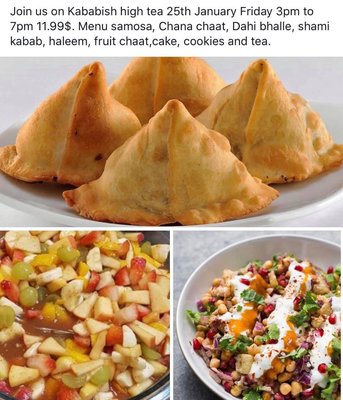 Join us on Kababish high tea 25th January Friday 3pm to
7pm 11.99$. Menu samosa, Chana chaat, Dahi bhalle, shami
kabab, haleem, fruit chaat,cake, cookies and tea.